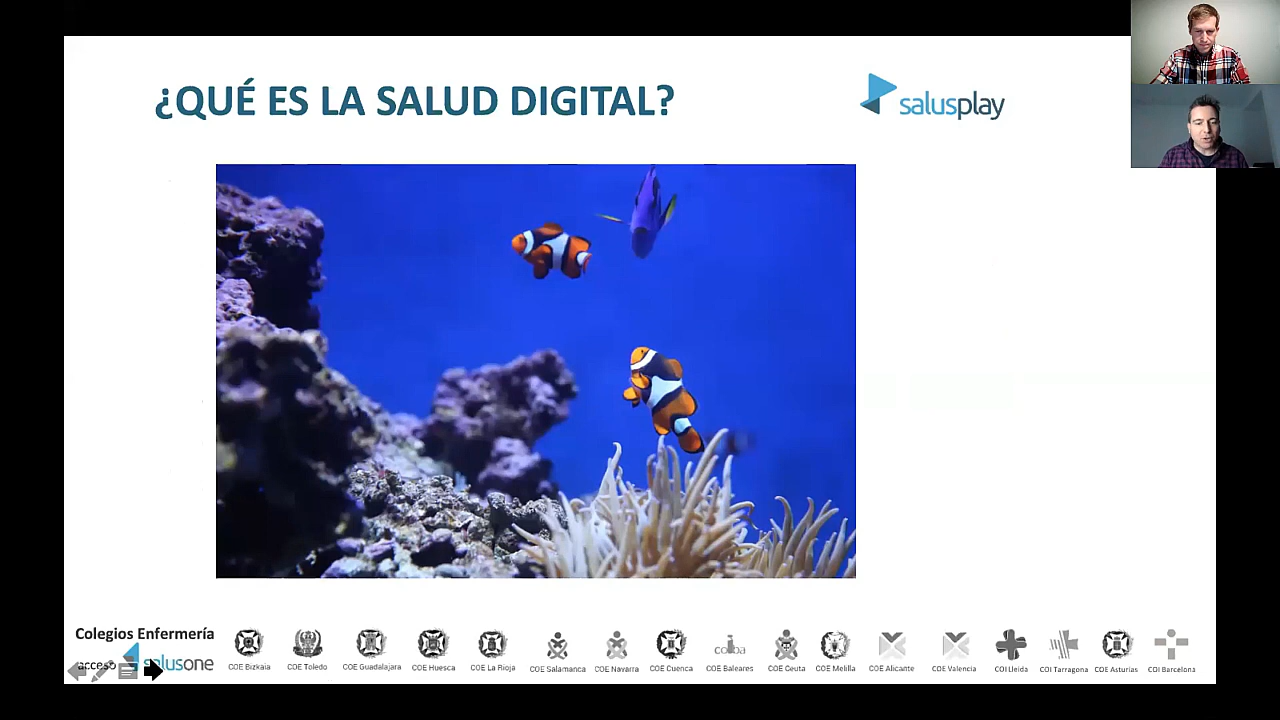 ¿QUÉ ES LA SALUD DIGITAL?
salusplay
Colegios Enfermería
acceso salusone
COE Bizkaia
COE Toledo
COE Guadalajara
COE Huesca
COE La Rioja
COE Salamanca
COE Navarra
COE Cuenca
COE Baleares
COE Ceuta
COE Melilla
COE Alicante
COE Valencia
COI Lleida
COI Tarragona
COE Asturias
COI Barcelona